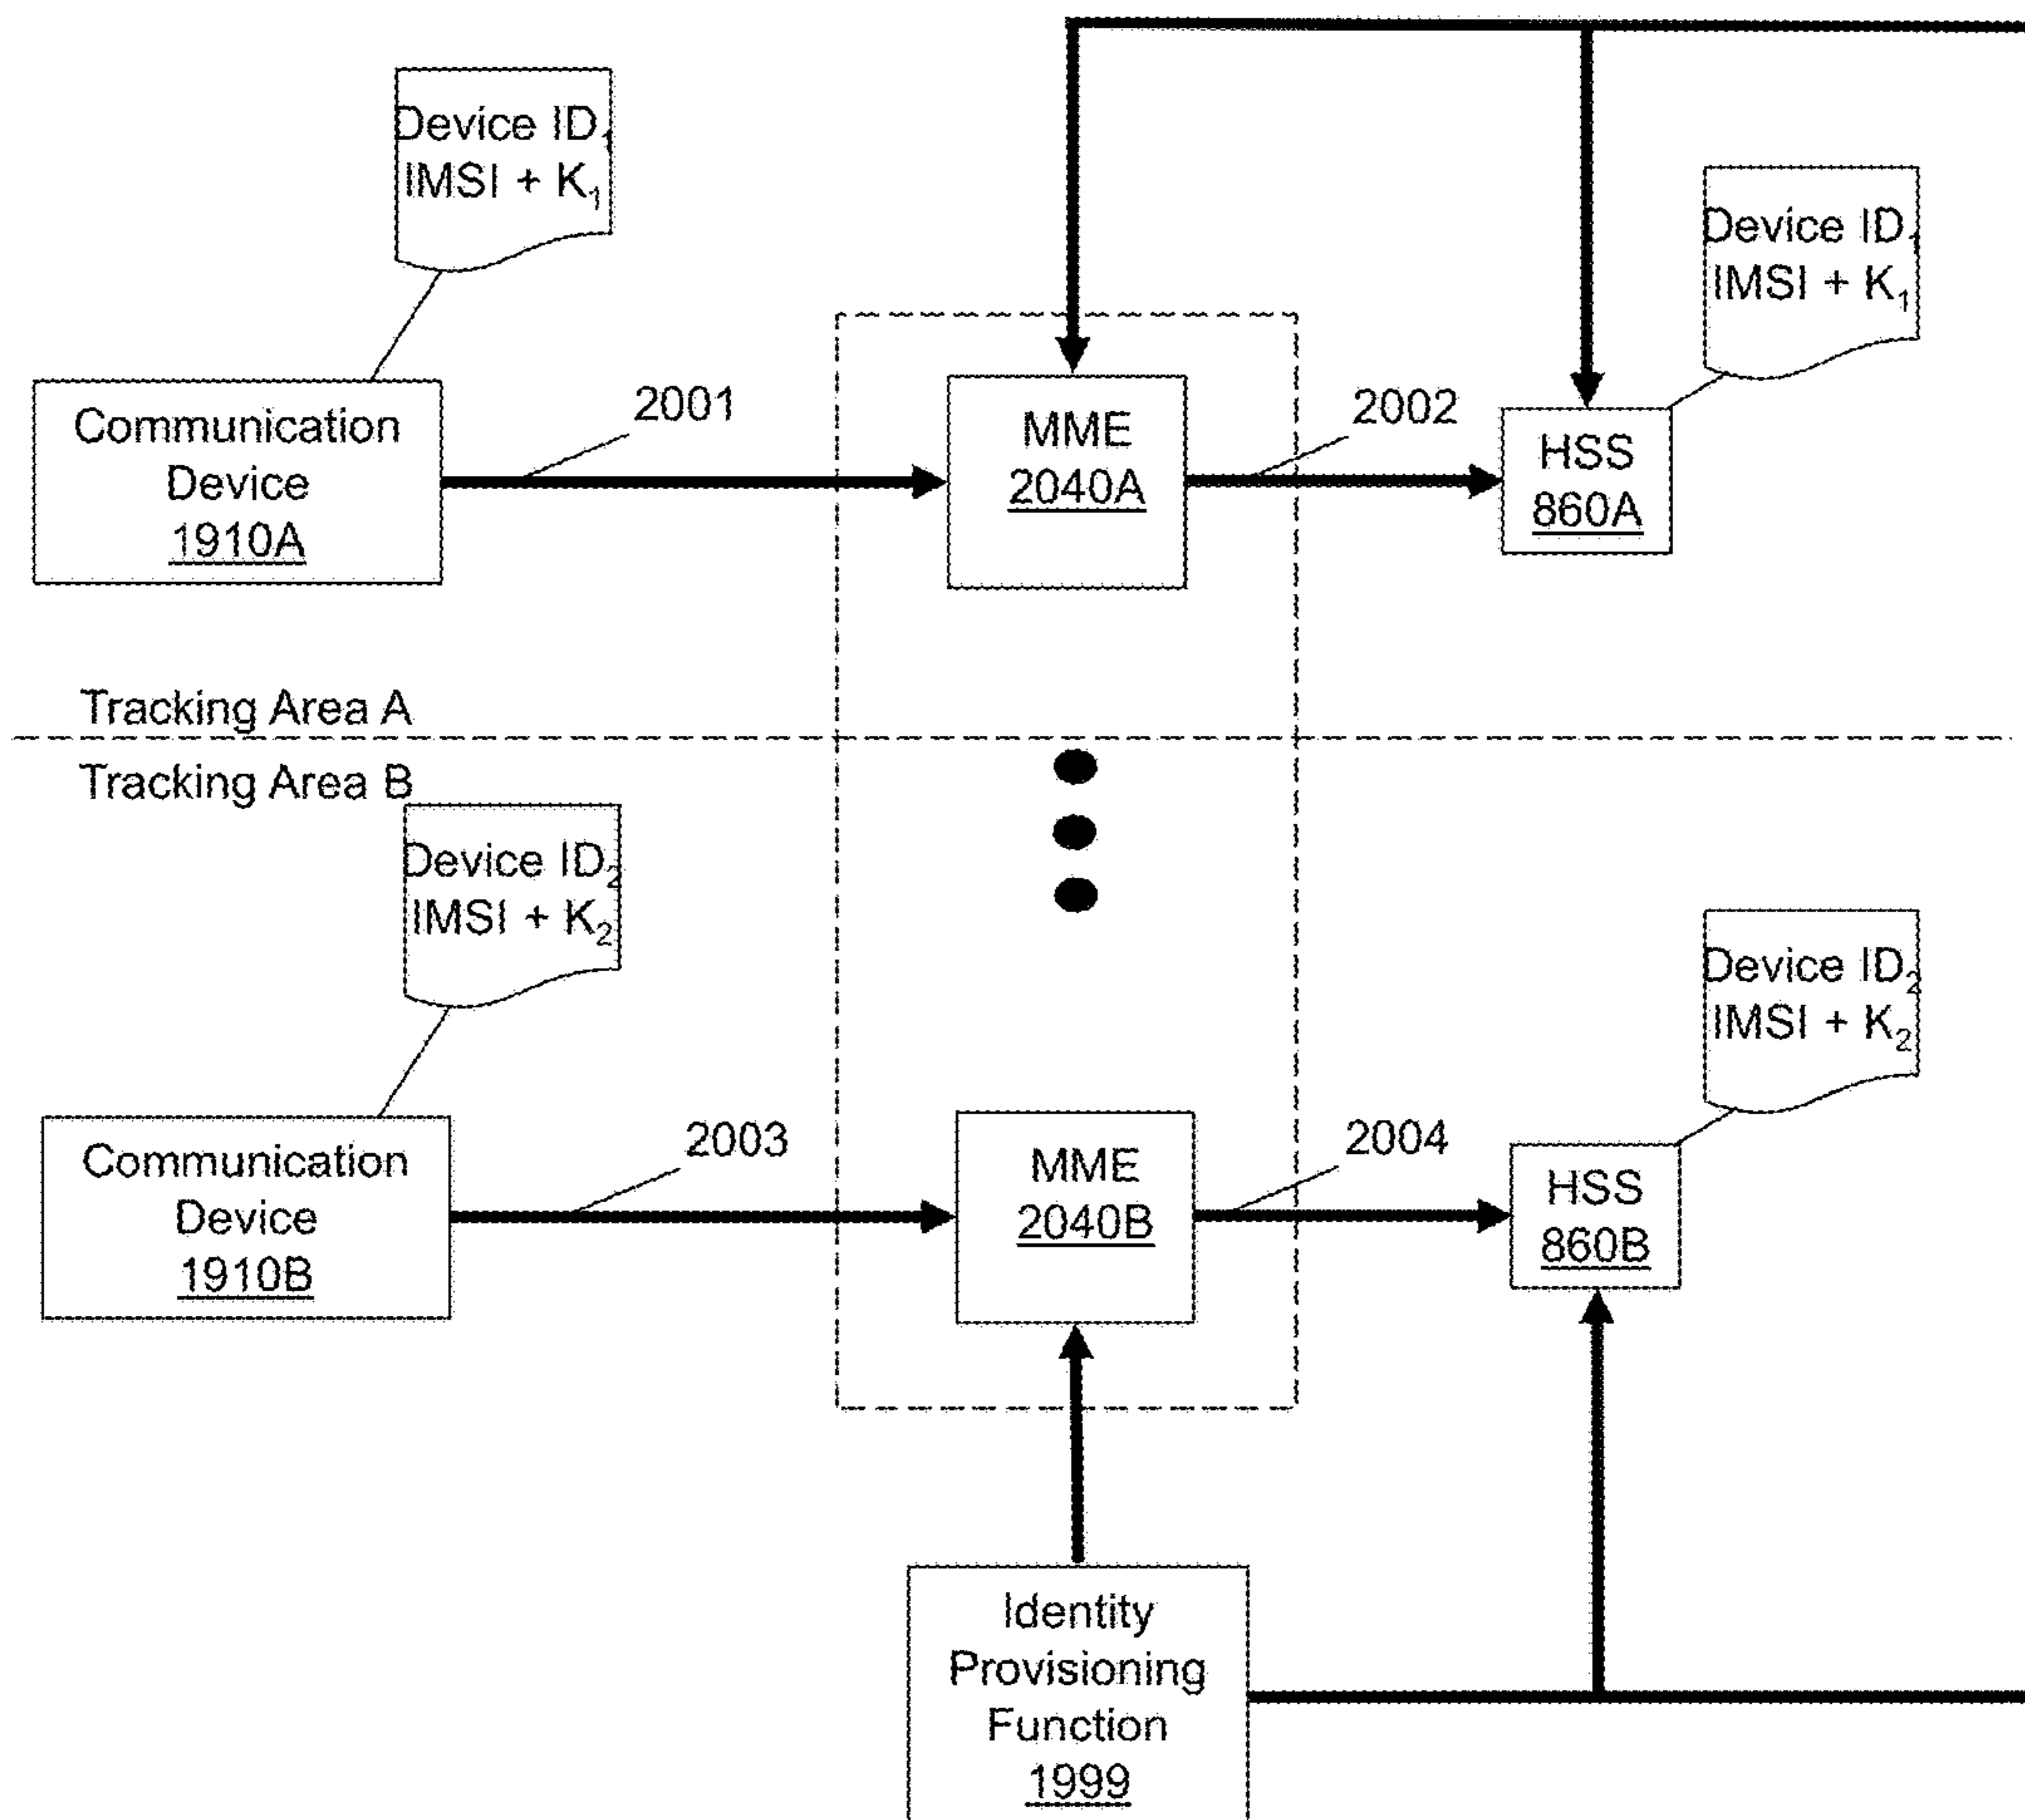 Device ID₁
IMSI + K₁
Device ID₁
IMSI + K₁
Communication
Device
1910A
2001
MME
2040A
2002
HSS
860A
Tracking Area A
Tracking Area B
Device ID₂
IMSI + K₂
Device ID₂
IMSI + K₂
Communication
Device
1910B
2003
MME
2040B
2004
HSS
860B
Identity
Provisioning
Function
1999